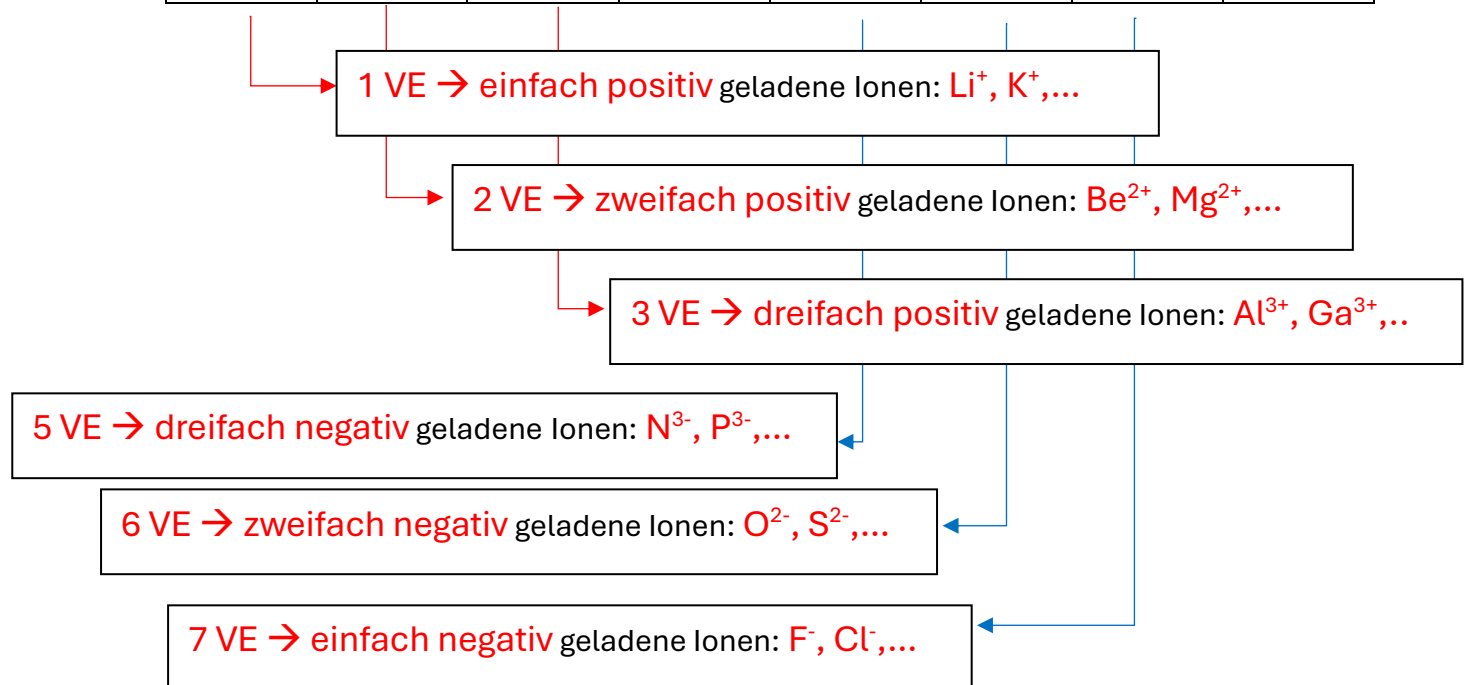 1 VE → einfach positiv geladene Ionen: Li⁺, K⁺,...
2 VE → zweifach positiv geladene Ionen: Be²⁺, Mg²⁺,...
3 VE → dreifach positiv geladene Ionen: Al³⁺, Ga³⁺,..
5 VE → dreifach negativ geladene Ionen: N³⁻, P³⁻,...
6 VE → zweifach negativ geladene Ionen: O²⁻, S²⁻,...
7 VE → einfach negativ geladene Ionen: F⁻, Cl⁻,...